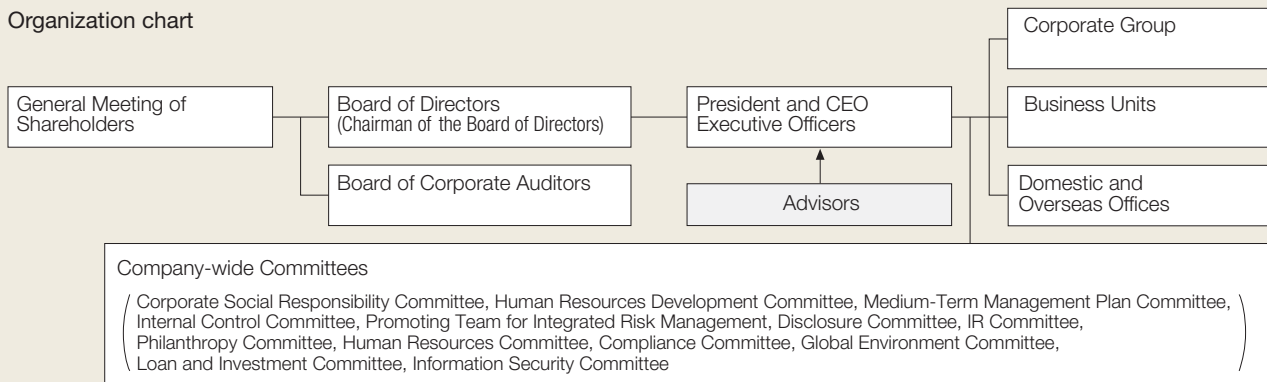 Organization chart
General Meeting of
Shareholders
Board of Directors
(Chairman of the Board of Directors)
Board of Corporate Auditors
President and CEO
Executive Officers
Advisors
Corporate Group
Business Units
Domestic and
Overseas Offices
Company-wide Committees
Corporate Social Responsibility Committee, Human Resources Development Committee, Medium-Term Management Plan Committee,
Internal Control Committee, Promoting Team for Integrated Risk Management, Disclosure Committee, IR Committee,
Philanthropy Committee, Human Resources Committee, Compliance Committee, Global Environment Committee,
Loan and Investment Committee, Information Security Committee